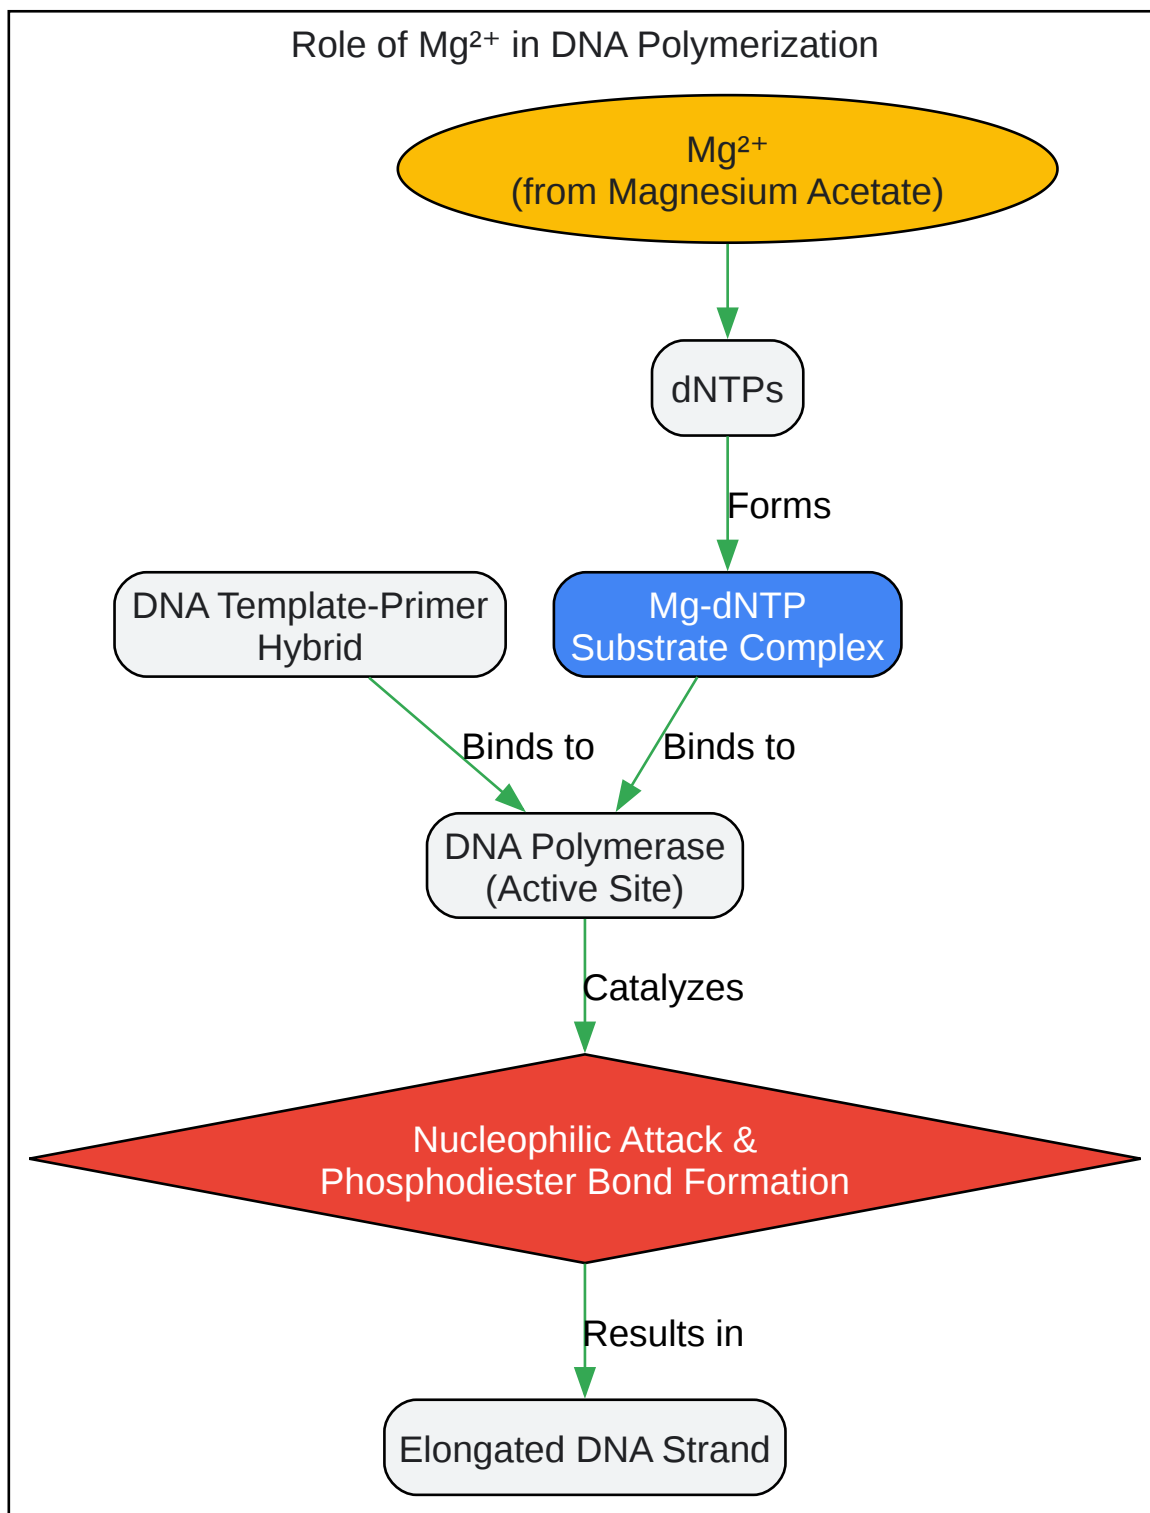 Role of Mg²⁺ in DNA Polymerization
Mg²⁺
(from Magnesium Acetate)
dNTPs
Forms
DNA Template-Primer
Hybrid
Mg-dNTP
Substrate Complex
Binds to
Binds to
DNA Polymerase
(Active Site)
Catalyzes
Nucleophilic Attack &
Phosphodiester Bond Formation
Results in
Elongated DNA Strand